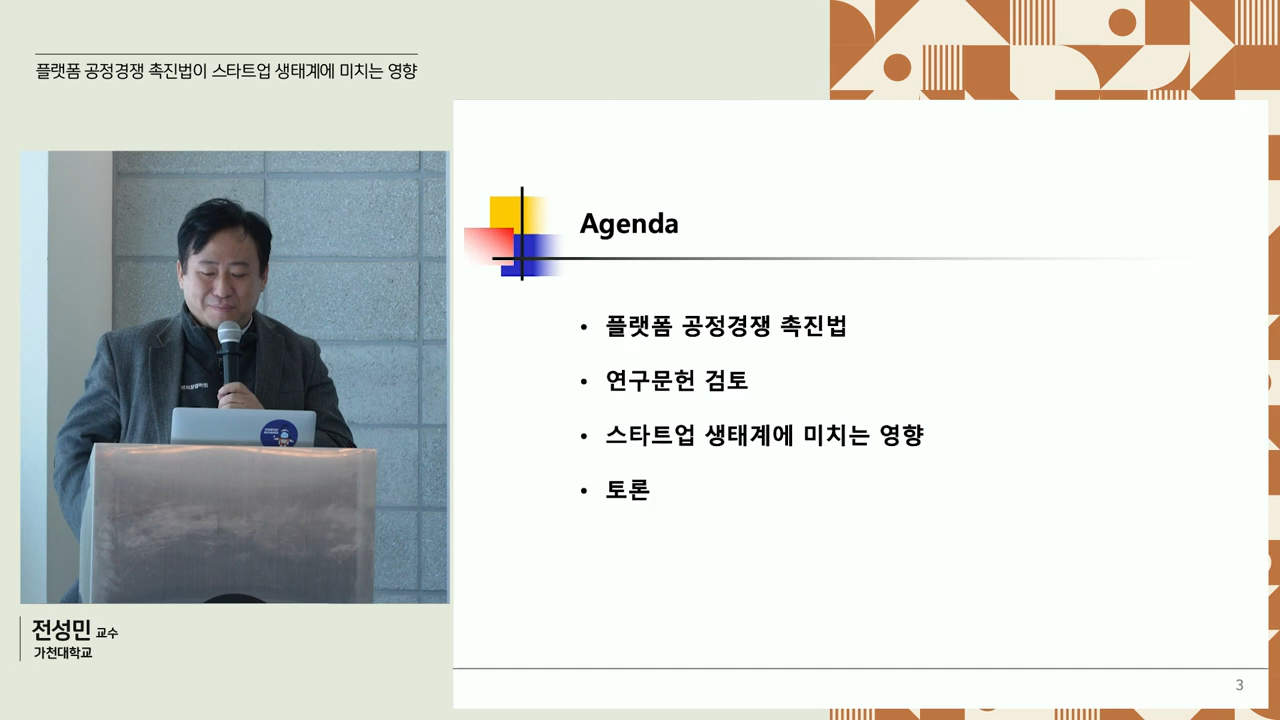 플랫폼 공정경쟁 촉진법이 스타트업 생태계에 미치는 영향
Agenda
• 플랫폼 공정경쟁 촉진법
• 연구문헌 검토
• 스타트업 생태계에 미치는 영향
• 토론
전성민 교수
가천대학교
3